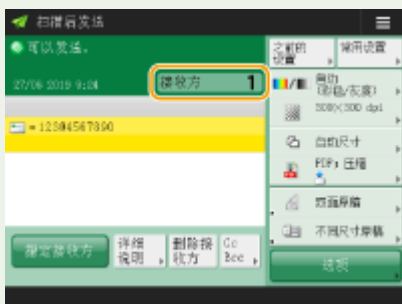 扫描后发送
可以发送。
27/06 2019 9:24
接收方 1
= 12304567890
指定接收方
详细
说明
删除接
收方
Cc
Bcc
之前的
设置
常用设置
自动
(彩色/灰度)
300×300 dpi
自动尺寸
PDF; 压缩
双面原稿
不同尺寸原稿
选项